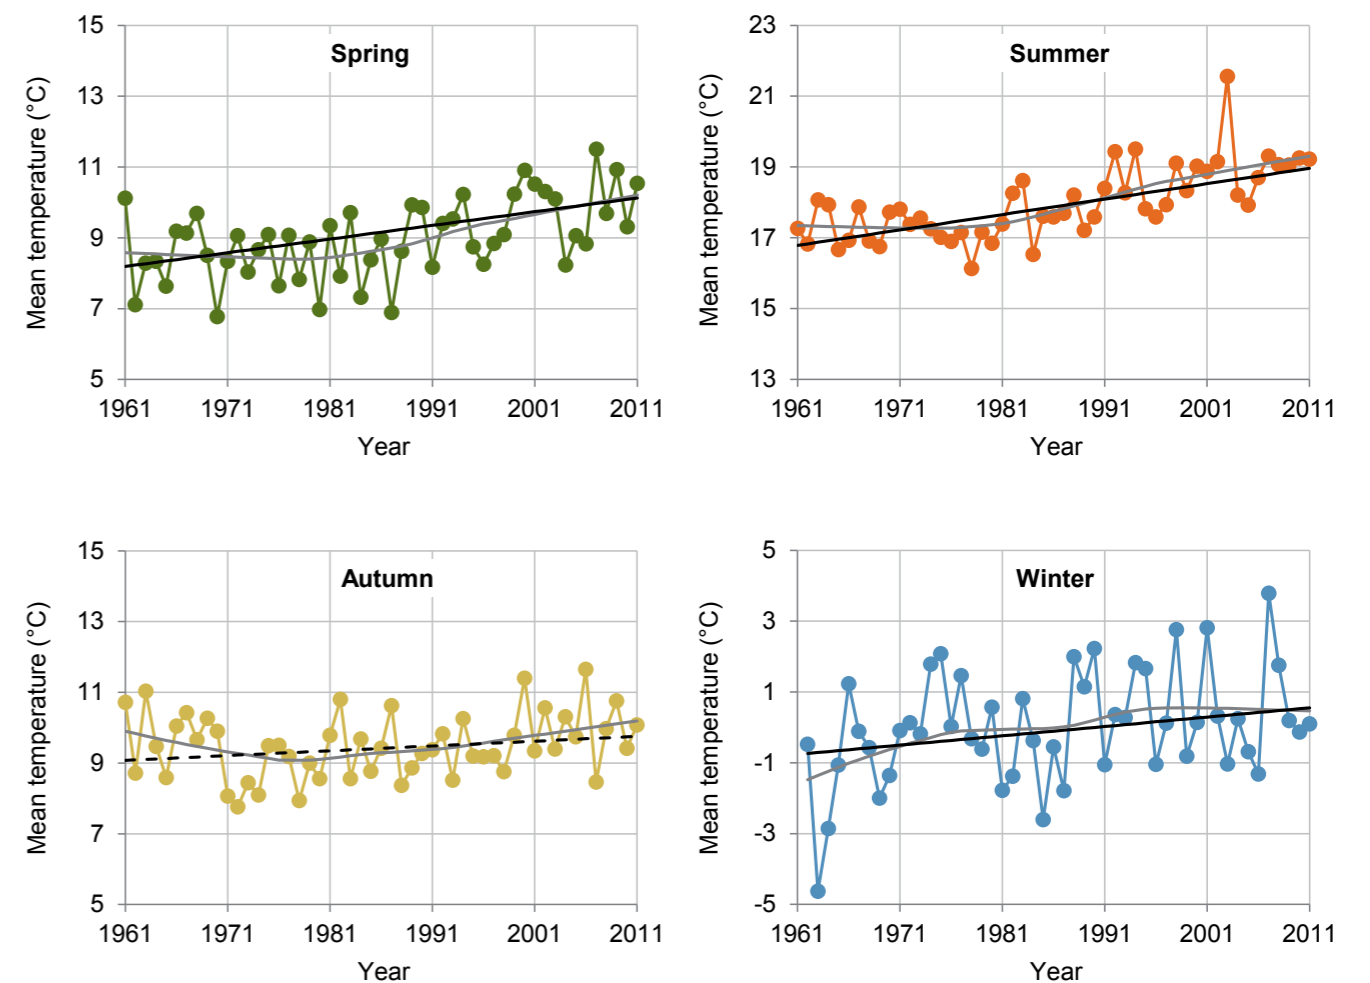 Spring
Mean temperature (°C)
15
13
11
9
7
5
1961 1971 1981 1991 2001 2011
Year
Summer
Mean temperature (°C)
23
21
19
17
15
13
1961 1971 1981 1991 2001 2011
Year
Autumn
Mean temperature (°C)
15
13
11
9
7
5
1961 1971 1981 1991 2001 2011
Year
Winter
Mean temperature (°C)
5
3
1
-1
-3
-5
1961 1971 1981 1991 2001 2011
Year